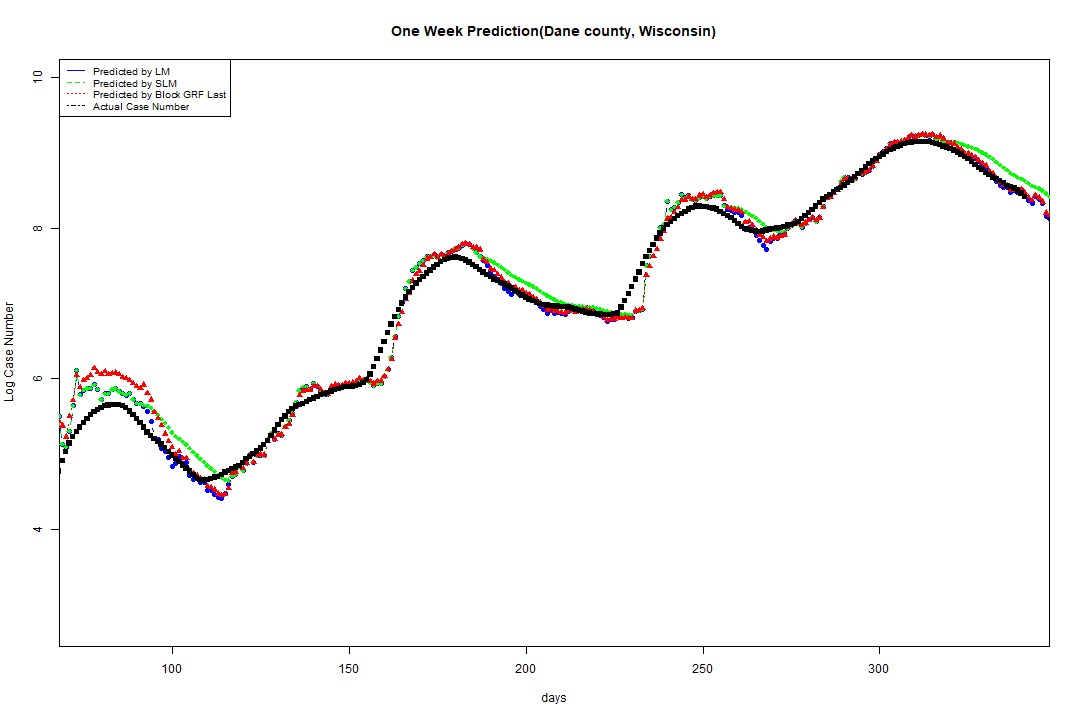 One Week Prediction(Dane county, Wisconsin)
Predicted by LM
Predicted by SLM
Predicted by Block GRF Last
Actual Case Number
10
8
6
4
Log Case Number
100 150 200 250 300
days